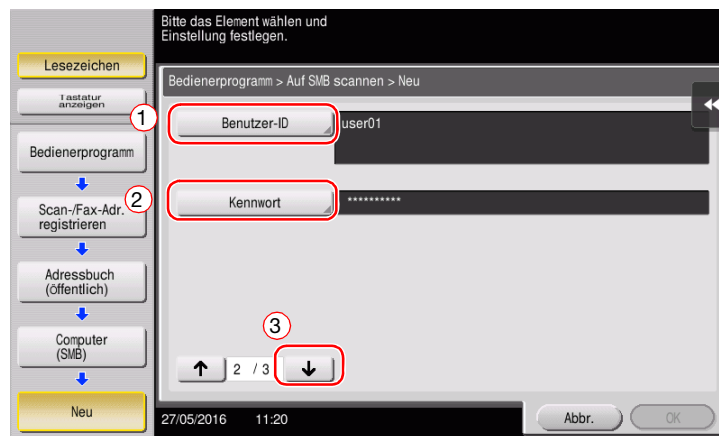 Bitte das Element wählen und
Einstellung festlegen.
Lesezeichen
Tastatur
anzeigen
Bedienerprogramm > Auf SMB scannen > Neu
1
Benutzer-ID
user01
Bedienerprogramm
2
Scan-/Fax-Adr.
registrieren
Kennwort
**********
Adressbuch
(öffentlich)
3
Computer
(SMB)
2 / 3
Neu
27/05/2016 11:20
Abbr.
OK